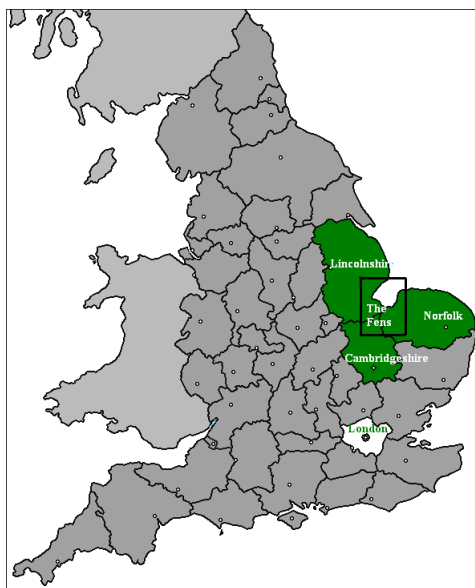 Lincolnshire
The
Fens
Norfolk
Cambridgeshire
London